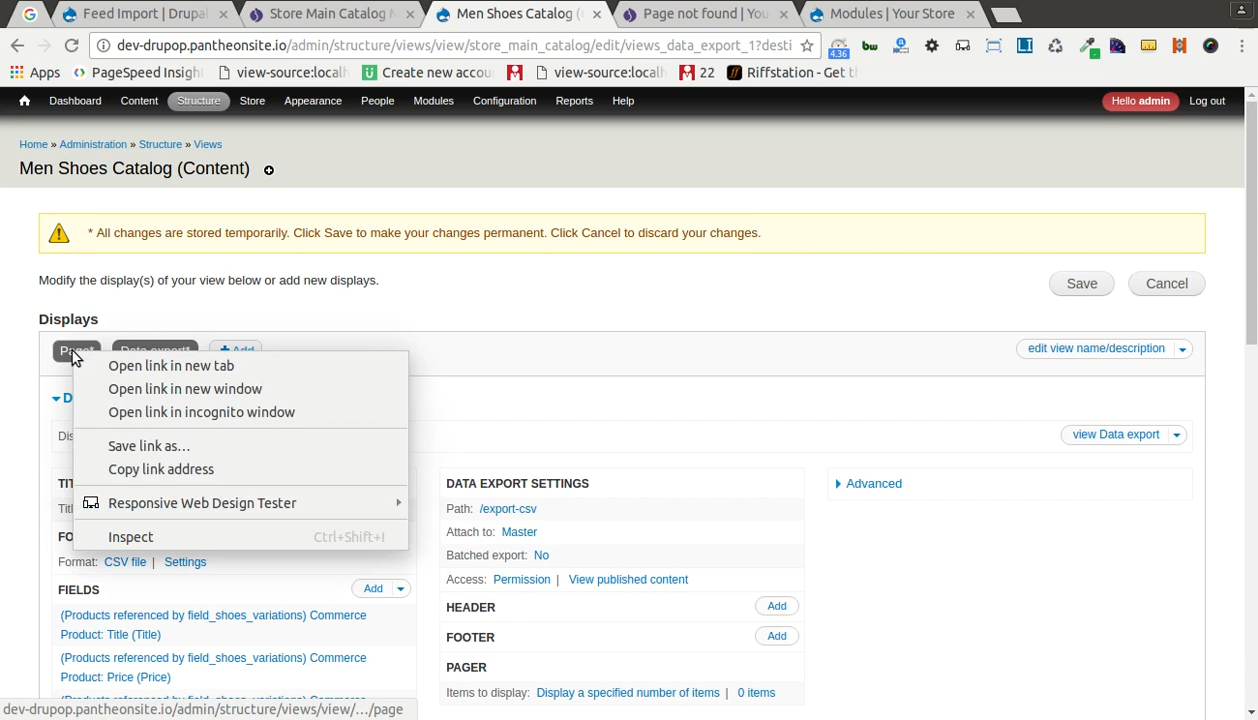 Feed Import | Drupal
Store Main Catalog M
Men Shoes Catalog (
Page not found | You
Modules | Your Store
dev-drupop.pantheonsite.io/admin/structure/views/view/store_main_catalog/edit/views_data_export_1?desti
4.36
bw
LI
Apps
PageSpeed Insigh
view-source:local
Create new accou
view-source:local
22
Riffstation - Get t
Dashboard
Content
Structure
Store
Appearance
People
Modules
Configuration
Reports
Help
Hello admin
Log out
Home » Administration » Structure » Views
Men Shoes Catalog (Content)
* All changes are stored temporarily. Click Save to make your changes permanent. Click Cancel to discard your changes.
Modify the display(s) of your view below or add new displays.
Save
Cancel
Displays
Page*
Data export*
Add
edit view name/description
Open link in new tab
Open link in new window
Open link in incognito window
Save link as...
Copy link address
Responsive Web Design Tester
Inspect
Ctrl+Shift+I
D
Dis
view Data export
TIT
Titl
FO
Format: CSV file | Settings
FIELDS
Add
(Products referenced by field_shoes_variations) Commerce
Product: Title (Title)
(Products referenced by field_shoes_variations) Commerce
Product: Price (Price)
DATA EXPORT SETTINGS
Path: /export-csv
Attach to: Master
Batched export: No
Access: Permission | View published content
HEADER
Add
FOOTER
Add
PAGER
Items to display: Display a specified number of items | 0 items
Advanced
dev-drupop.pantheonsite.io/admin/structure/views/view/.../page